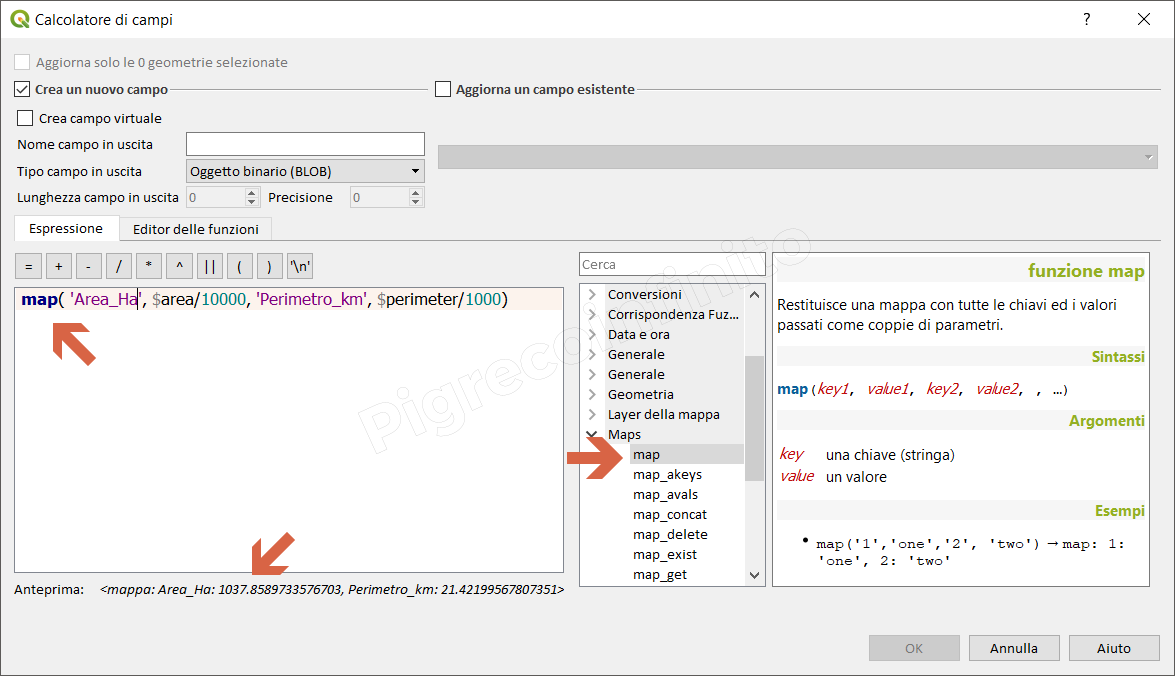 Calcolatore di campi
?
Aggiorna solo le 0 geometrie selezionate
Crea un nuovo campo
Aggiorna un campo esistente
Crea campo virtuale
Nome campo in uscita
Tipo campo in uscita Oggetto binario (BLOB)
Lunghezza campo in uscita 0 Precisione 0
Espressione Editor delle funzioni
= + - / * ^ || ( ) '\n'
map( 'Area_Ha', $area/10000, 'Perimetro_km', $perimeter/1000)
Anteprima: <mappa: Area_Ha: 1037.8589733576703, Perimetro_km: 21.42199567807351>
Cerca
Conversioni
Corrispondenza Fuz...
Data e ora
Generale
Generale
Geometria
Layer della mappa
Maps
map
map_akeys
map_avals
map_concat
map_delete
map_exist
map_get
funzione map
Restituisce una mappa con tutte le chiavi ed i valori
passati come coppie di parametri.
Sintassi
map(key1, value1, key2, value2, , …)
Argomenti
key una chiave (stringa)
value un valore
Esempi
• map('1','one','2', 'two') → map: 1:
'one', 2: 'two'
OK Annulla Aiuto
Pigrecoinfinito